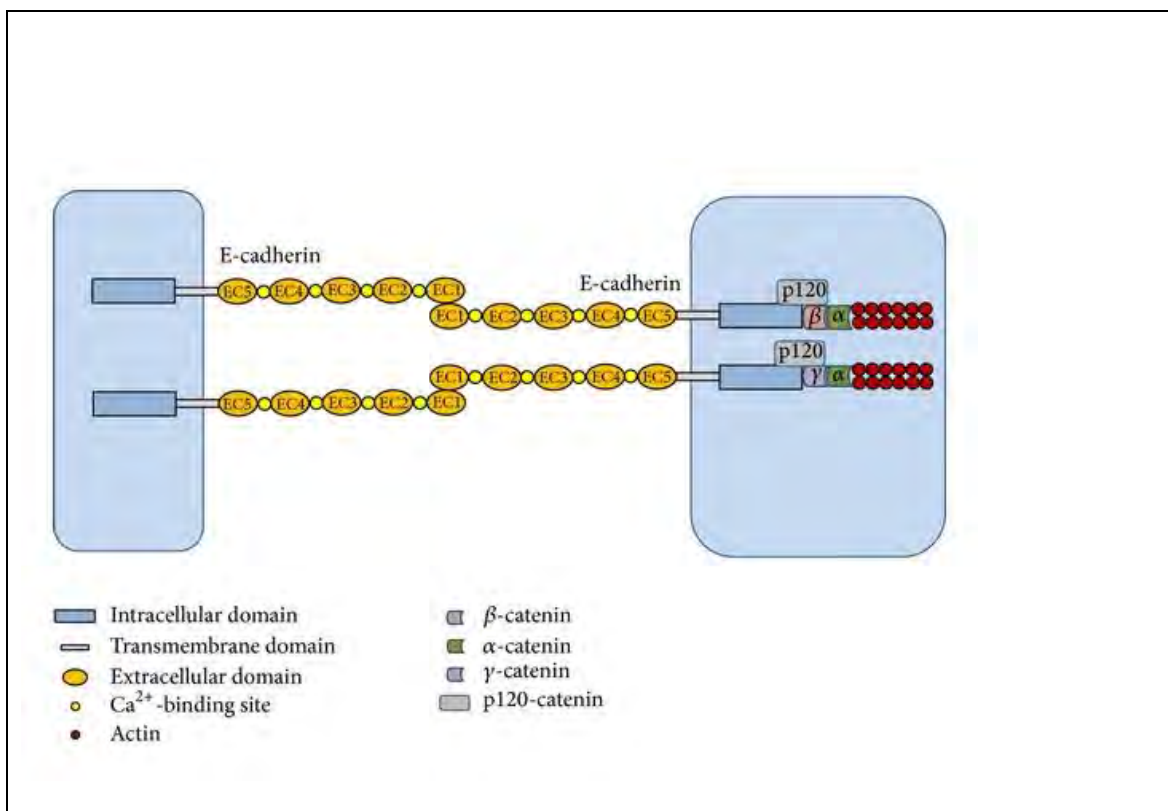 E-cadherin
E-cadherin
p120
EC5 EC4 EC3 EC2 EC1
EC1 EC2 EC3 EC4 EC5
β α
p120
EC1 EC2 EC3 EC4 EC5
γ α
EC5 EC4 EC3 EC2 EC1
Intracellular domain
Transmembrane domain
Extracellular domain
Ca²⁺-binding site
Actin
β-catenin
α-catenin
γ-catenin
p120-catenin